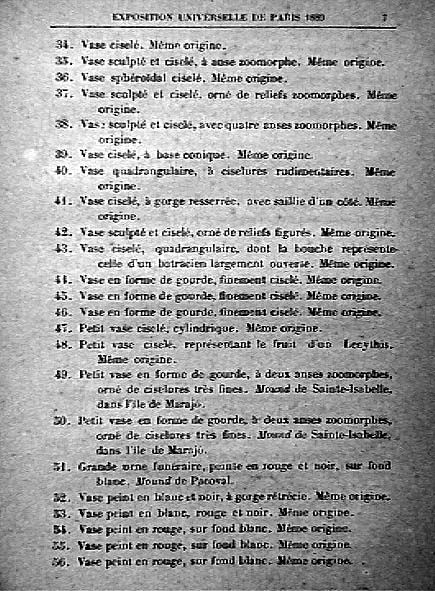 EXPOSITION UNIVERSELLE DE PARIS 1889 7
34. Vase ciselé. Même origine.
35. Vase sculpté et ciselé, à anse zoomorphe. Même origine.
36. Vase sphéroïdal ciselé. Même origine.
37. Vase sculpté et ciselé, orné de reliefs zoomorphes. Même
origine.
38. Vase sculpté et ciselé, avec quatre anses zoomorphes. Même
origine.
39. Vase ciselé, à base conique. Même origine.
40. Vase quadrangulaire, à ciselures rudimentaires. Même
origine.
41. Vase ciselé, à gorge resserrée, avec saillie d'un côté. Même
origine.
42. Vase sculpté et ciselé, orné de reliefs figurés. Même origine.
43. Vase ciselé, quadrangulaire, dont la bouche représente
celle d'un batracien largement ouverte. Même origine.
44. Vase en forme de gourde, finement ciselé. Même origine.
45. Vase en forme de gourde, finement ciselé. Même origine.
46. Vase en forme de gourde, finement ciselé. Même origine.
47. Petit vase ciselé, cylindrique. Même origine.
48. Petit vase ciselé, représentant le fruit d'un Lecythis.
Même origine.
49. Petit vase en forme de gourde, à deux anses zoomorphes,
orné de ciselures très fines. Mound de Sainte-Isabelle,
dans l'île de Marajo.
50. Petit vase en forme de gourde, à deux anses zoomorphes,
orné de ciselures très fines. Mound de Sainte-Isabelle,
dans l'île de Marajo.
51. Grande urne funéraire, peinte en rouge et noir, sur fond
blanc. Mound de Pacoval.
52. Vase peint en blanc et noir, à gorge rétrécie. Même origine.
53. Vase peint en blanc, rouge et noir. Même origine.
54. Vase peint en rouge, sur fond blanc. Même origine.
55. Vase peint en rouge, sur fond blanc. Même origine.
56. Vase peint en rouge, sur fond blanc. Même origine.